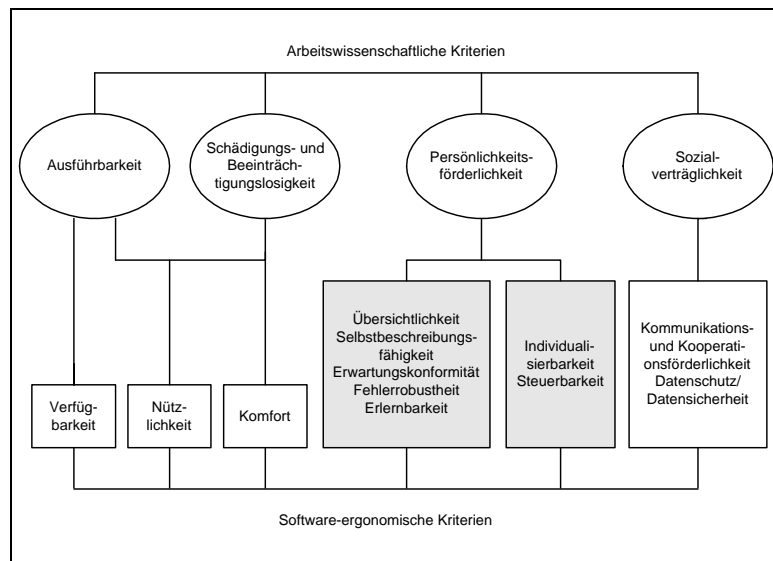 Arbeitswissenschaftliche Kriterien
Ausführbarkeit
Schädigungs- und
Beeinträch-
tigungslosigkeit
Persönlichkeits-
förderlichkeit
Sozial-
verträglichkeit
Verfüg-
barkeit
Nütz-
lichkeit
Komfort
Übersichtlichkeit
Selbstbeschreibungs-
fähigkeit
Erwartungskonformität
Fehlerrobustheit
Erlernbarkeit
Individuali-
sierbarkeit
Steuerbarkeit
Kommunikations-
und Kooperati-
onsförderlichkeit
Datenschutz/
Datensicherheit
Software-ergonomische Kriterien